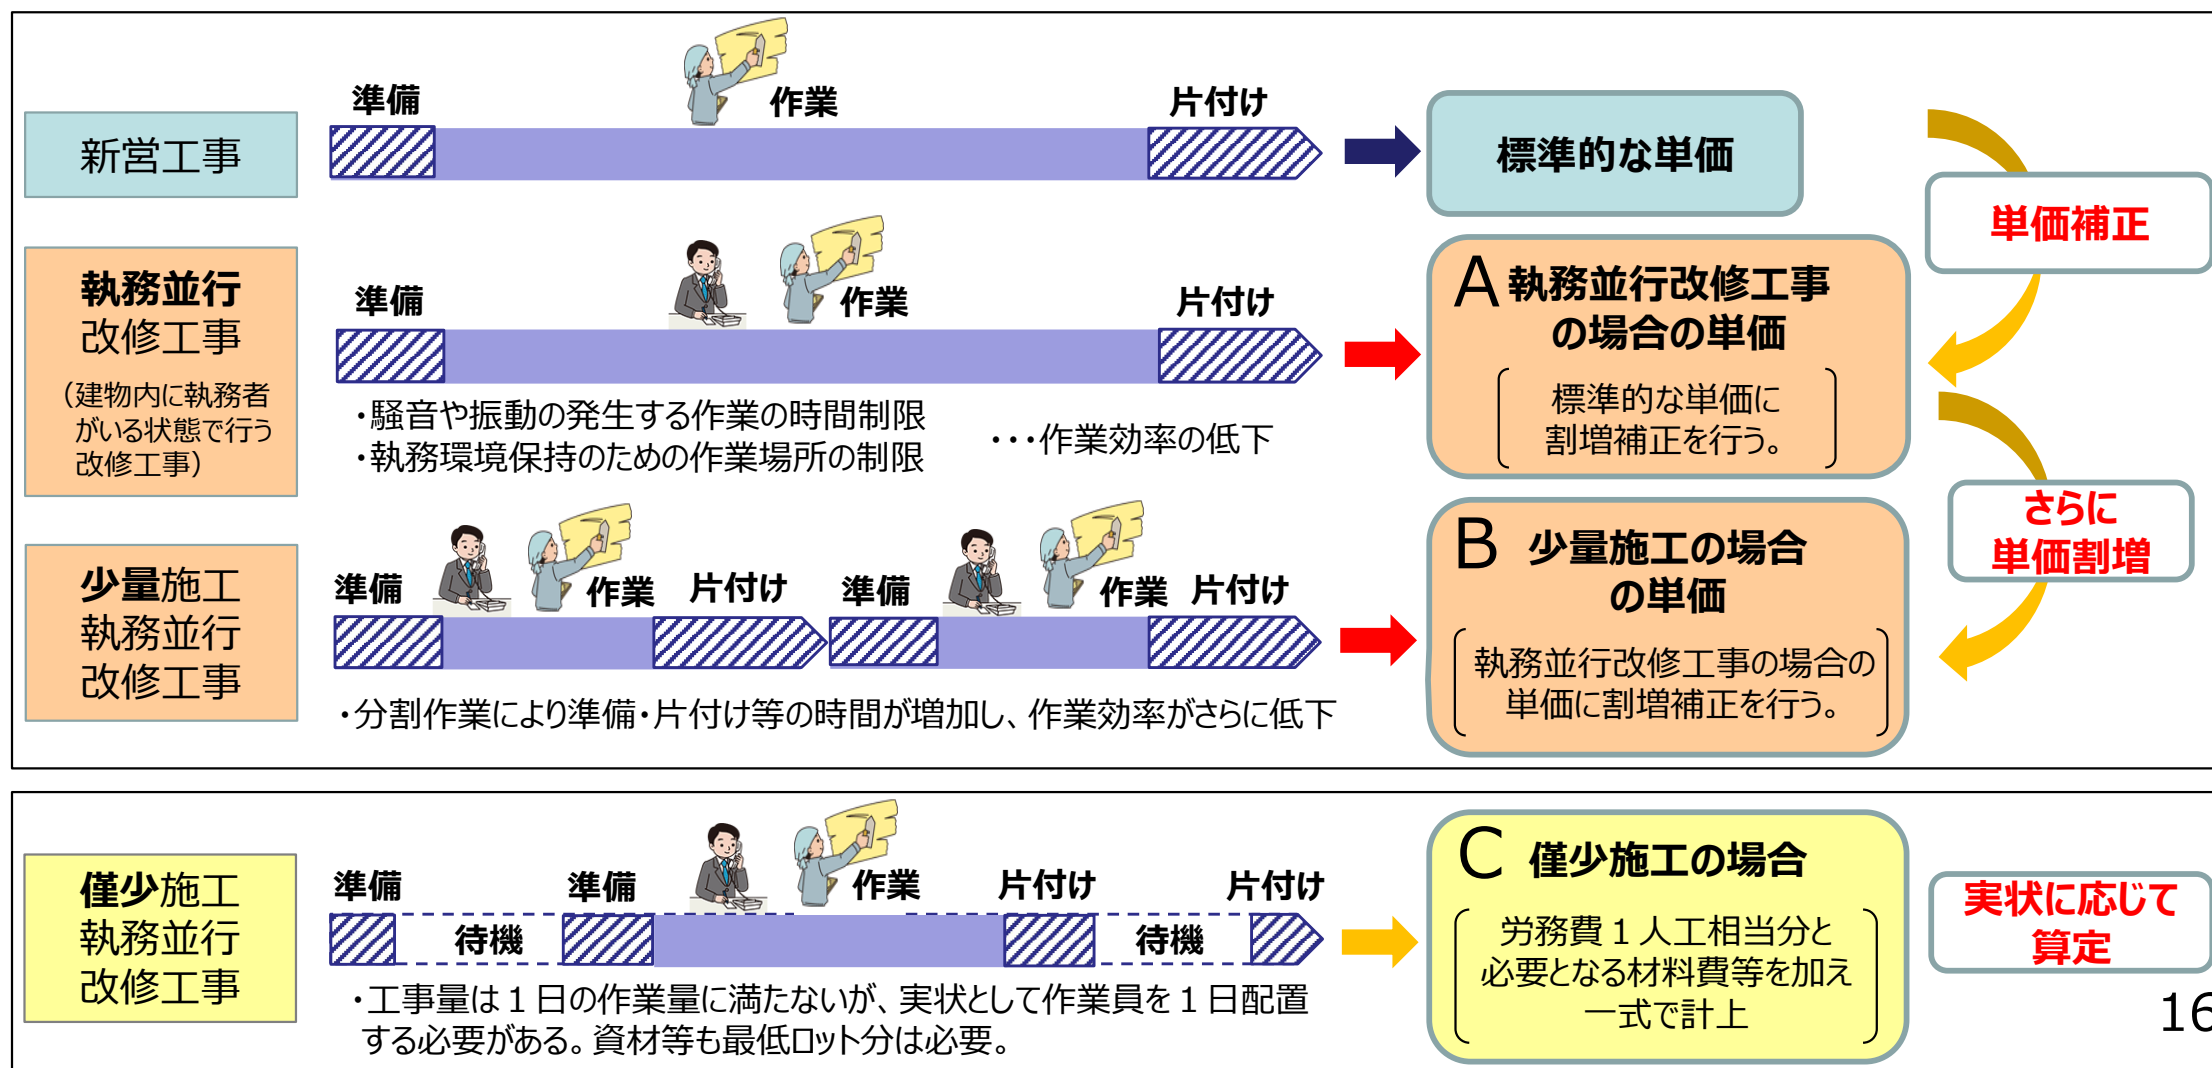 新営工事
準備
作業
片付け
標準的な単価
単価補正
執務並行
改修工事
（建物内に執務者
がいる状態で行う
改修工事）
準備
作業
片付け
・騒音や振動の発生する作業の時間制限
・執務環境保持のための作業場所の制限
・・・作業効率の低下
A 執務並行改修工事
の場合の単価
標準的な単価に
割増補正を行う。
さらに
単価割増
少量施工
執務並行
改修工事
準備
作業
片付け
準備
作業
片付け
・分割作業により準備・片付け等の時間が増加し、作業効率がさらに低下
B 少量施工の場合
の単価
執務並行改修工事の場合の
単価に割増補正を行う。
僅少施工
執務並行
改修工事
準備
待機
準備
作業
片付け
待機
片付け
・工事量は１日の作業量に満たないが、実状として作業員を１日配置
する必要がある。資材等も最低ロット分は必要。
C 僅少施工の場合
労務費１人工相当分と
必要となる材料費等を加え
一式で計上
実状に応じて
算定
16